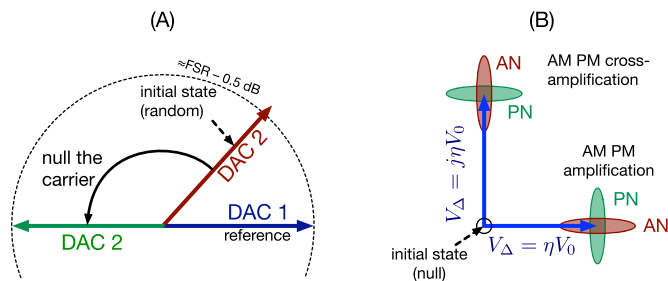 (A)
≈FSR – 0.5 dB
initial state
(random)
DAC 2
null the
carrier
DAC 1
DAC 2
reference
(B)
AN
AM PM cross-
amplification
PN
V_Δ = jηV_0
AM PM
amplification
PN
AN
initial state
(null)
V_Δ = ηV_0